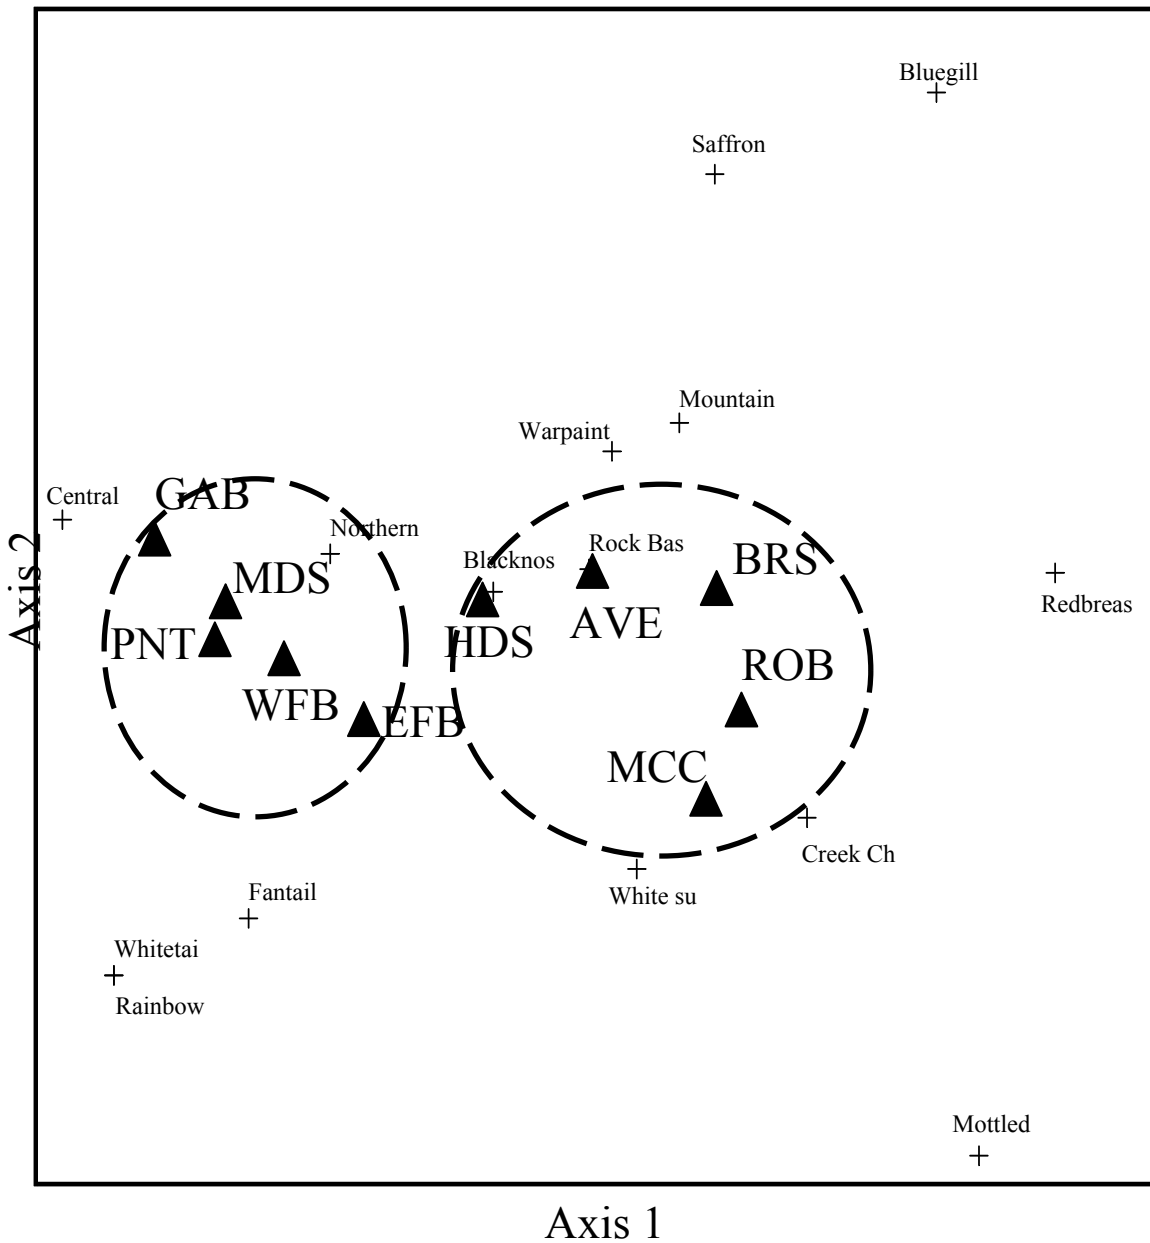 Bluegill
Saffron
Mountain
Warpaint
Central
GAB
Northern
Rock Bas
Blacknos
BRS
MDS
Redbreas
Axis 2
AVE
PNT
HDS
ROB
WFB
EFB
MCC
Creek Ch
White su
Fantail
Whitetai
Rainbow
Mottled
Axis 1